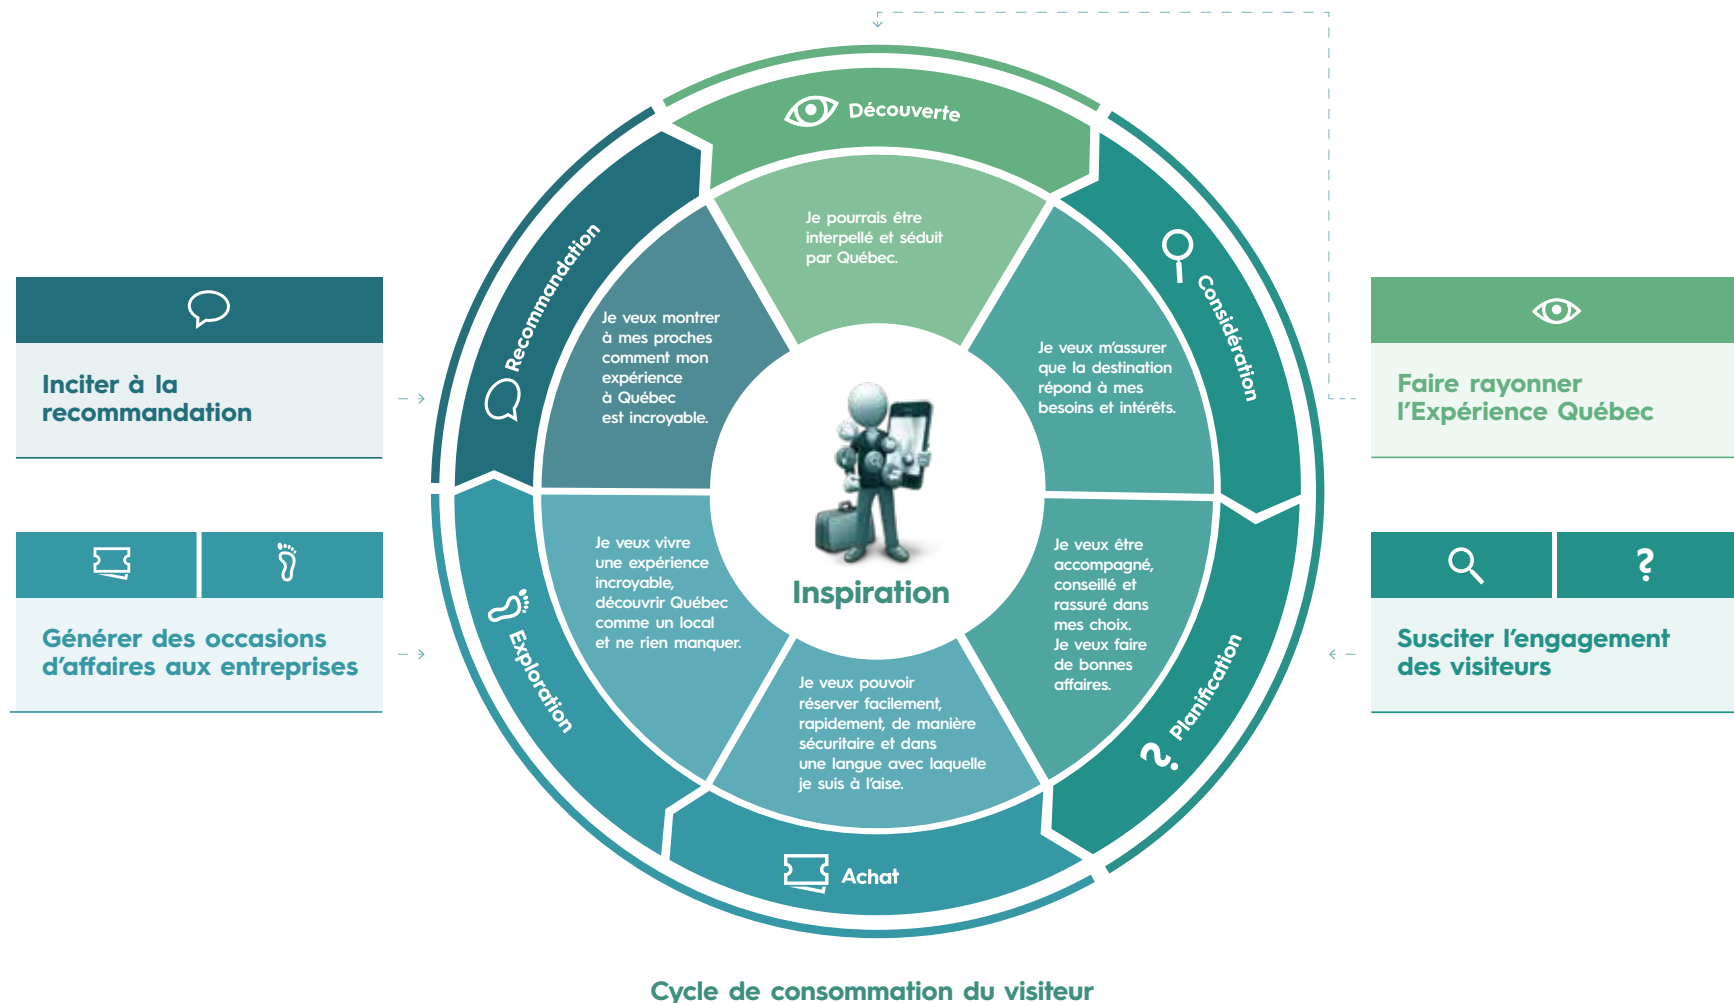 Découverte
Je pourrais être
interpellé et séduit
par Québec.
Considération
Je veux m'assurer
que la destination
répond à mes
besoins et intérêts.
Planification
Je veux être
accompagné,
conseillé et
rassuré dans
mes choix.
Je veux faire
de bonnes
affaires.
Achat
Je veux pouvoir
réserver facilement,
rapidement, de manière
sécuritaire et dans
une langue avec laquelle
je suis à l'aise.
Exploration
Je veux vivre
une expérience
incroyable,
découvrir Québec
comme un local
et ne rien manquer.
Recommandation
Je veux montrer
à mes proches
comment mon
expérience
à Québec
est incroyable.
Inspiration
Inciter à la
recommandation
Générer des occasions
d'affaires aux entreprises
Faire rayonner
l'Expérience Québec
?
Susciter l'engagement
des visiteurs
Cycle de consommation du visiteur